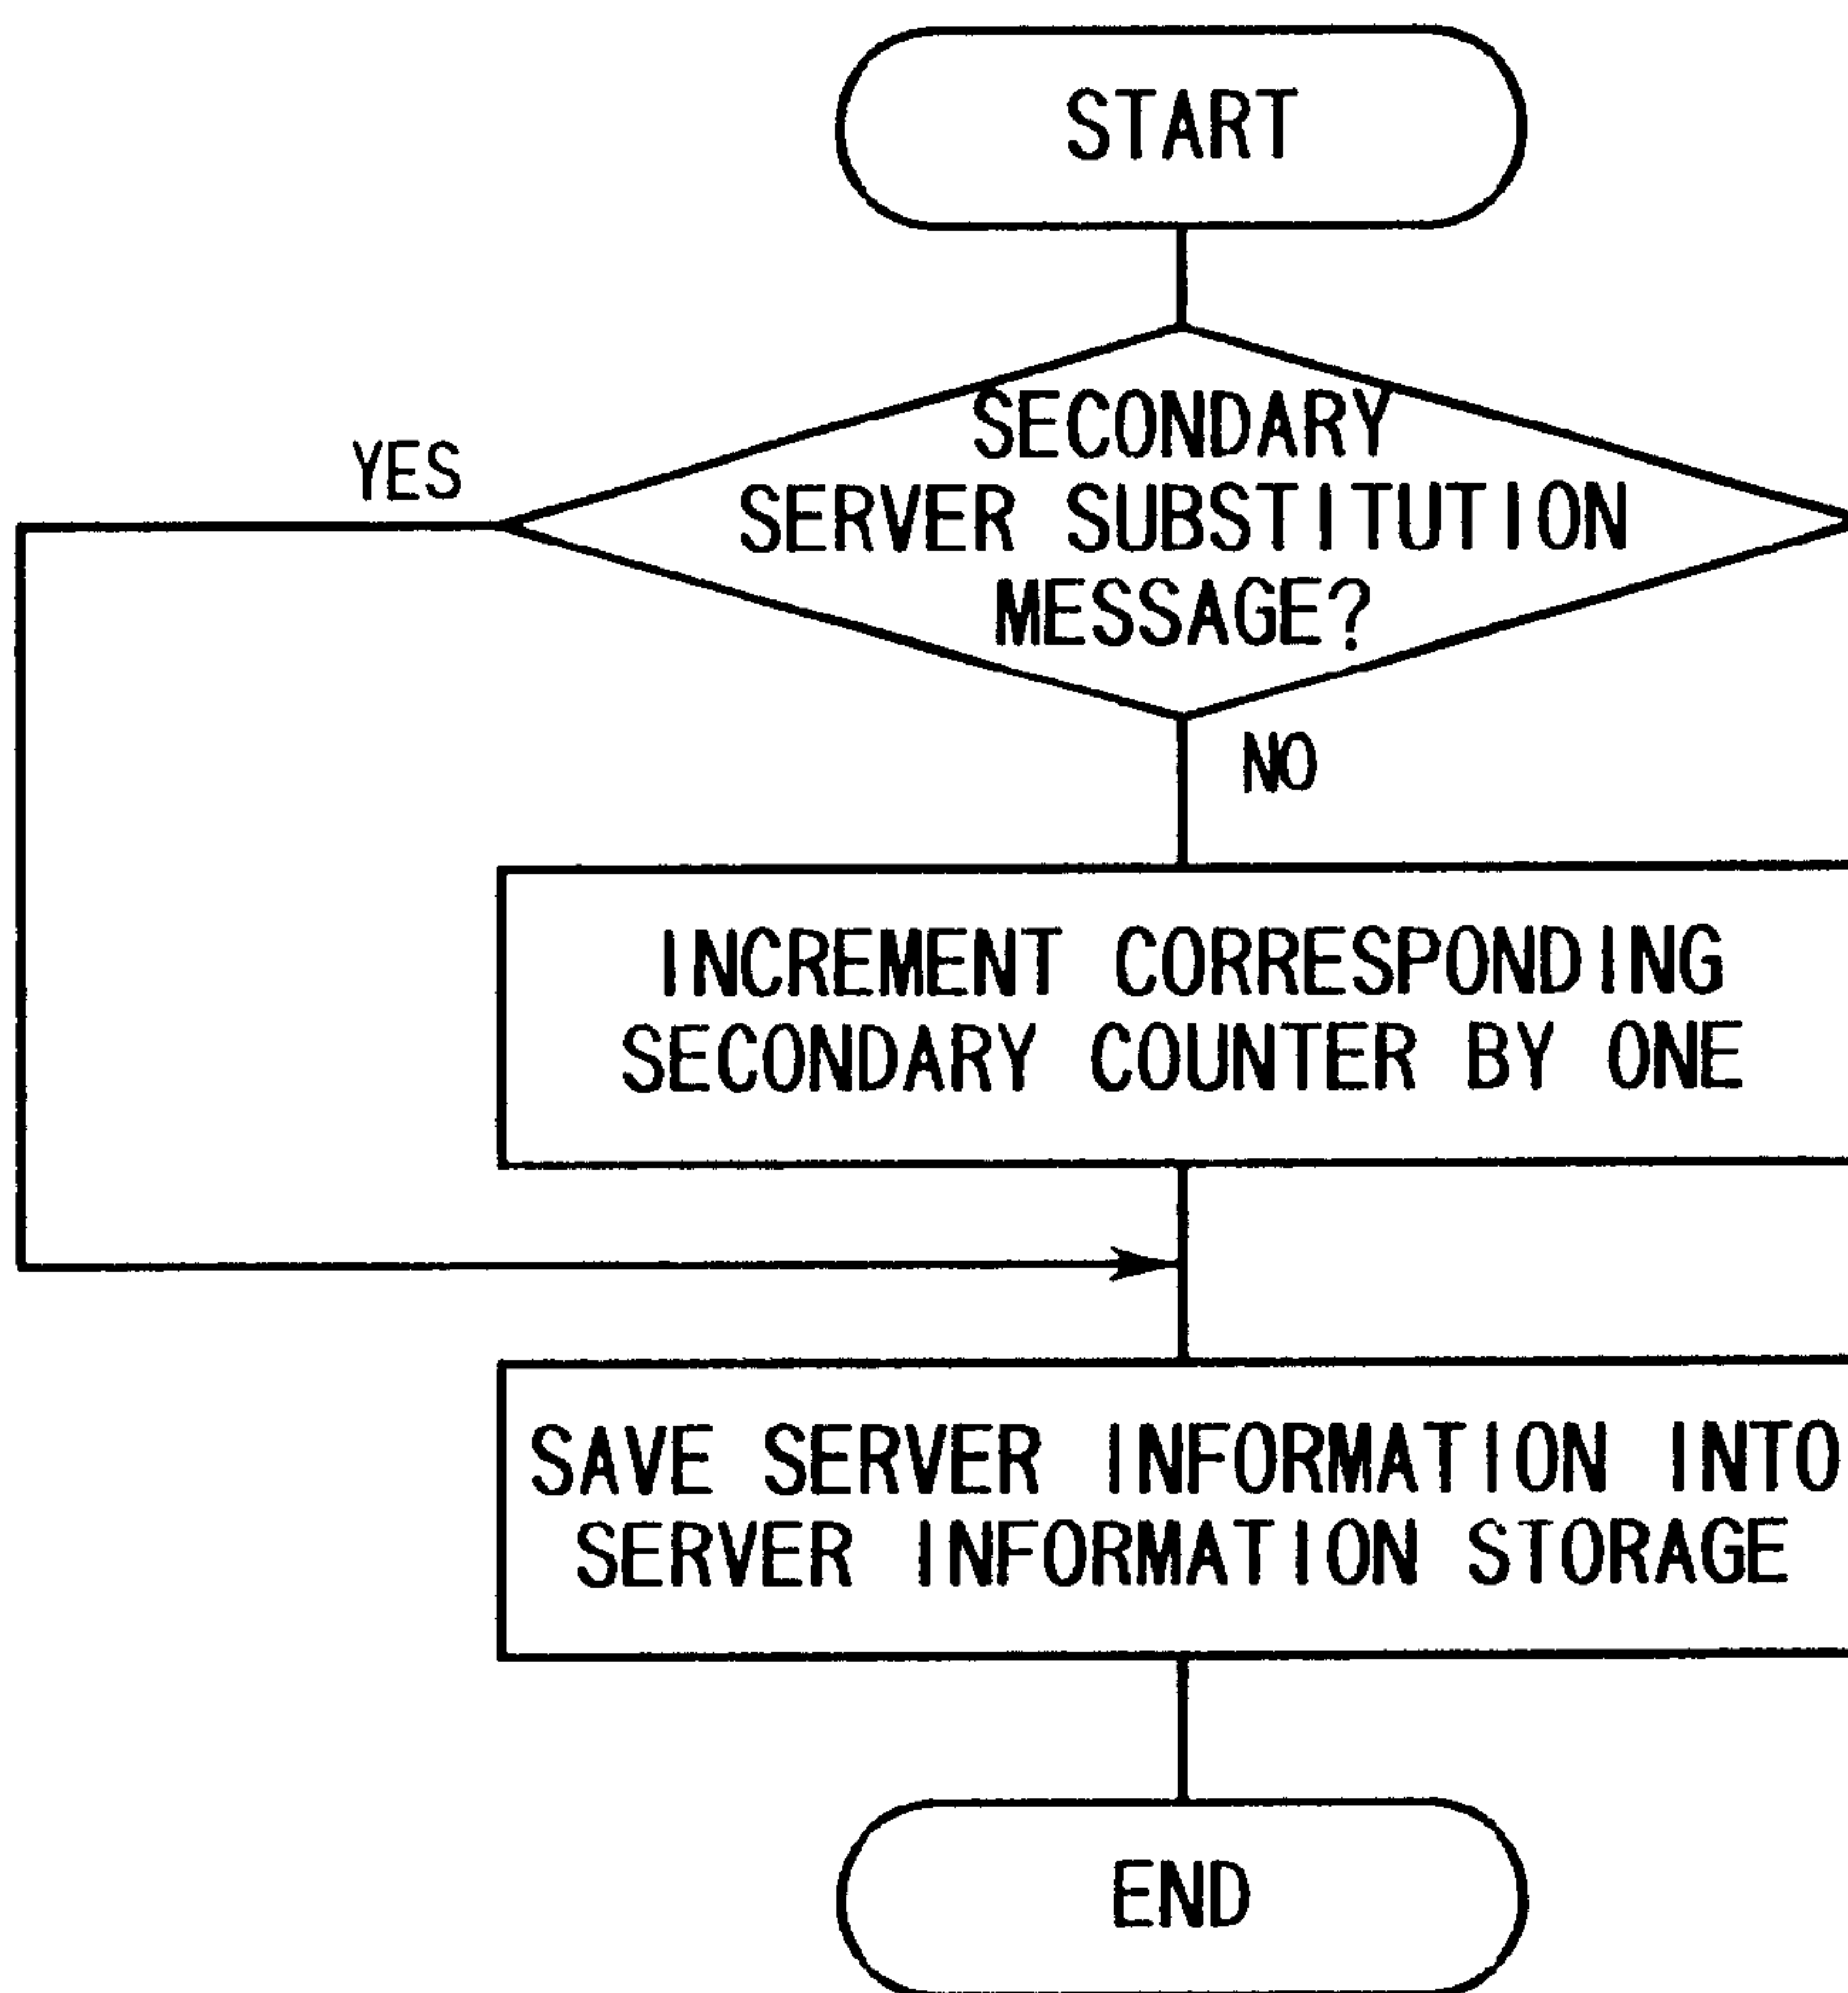 START
SECONDARY
SERVER SUBSTITUTION
MESSAGE?
YES
NO
INCREMENT CORRESPONDING
SECONDARY COUNTER BY ONE
SAVE SERVER INFORMATION INTO
SERVER INFORMATION STORAGE
END